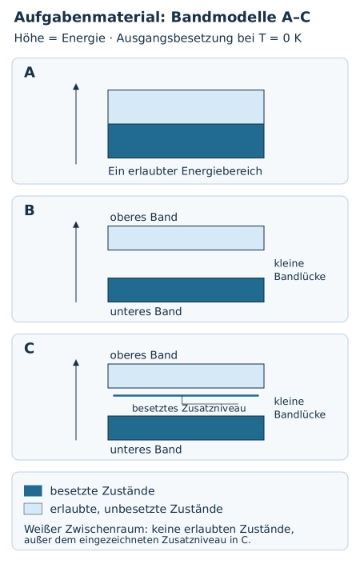 Aufgabenmaterial: Bandmodelle A–C
Höhe = Energie · Ausgangsbesetzung bei T = 0 K
A
Ein erlaubter Energiebereich
B
oberes Band
kleine
Bandlücke
unteres Band
C
oberes Band
besetztes Zusatzniveau
kleine
Bandlücke
unteres Band
besetzte Zustände
erlaubte, unbesetzte Zustände
Weißer Zwischenraum: keine erlaubten Zustände,
außer dem eingezeichneten Zusatzniveau in C.